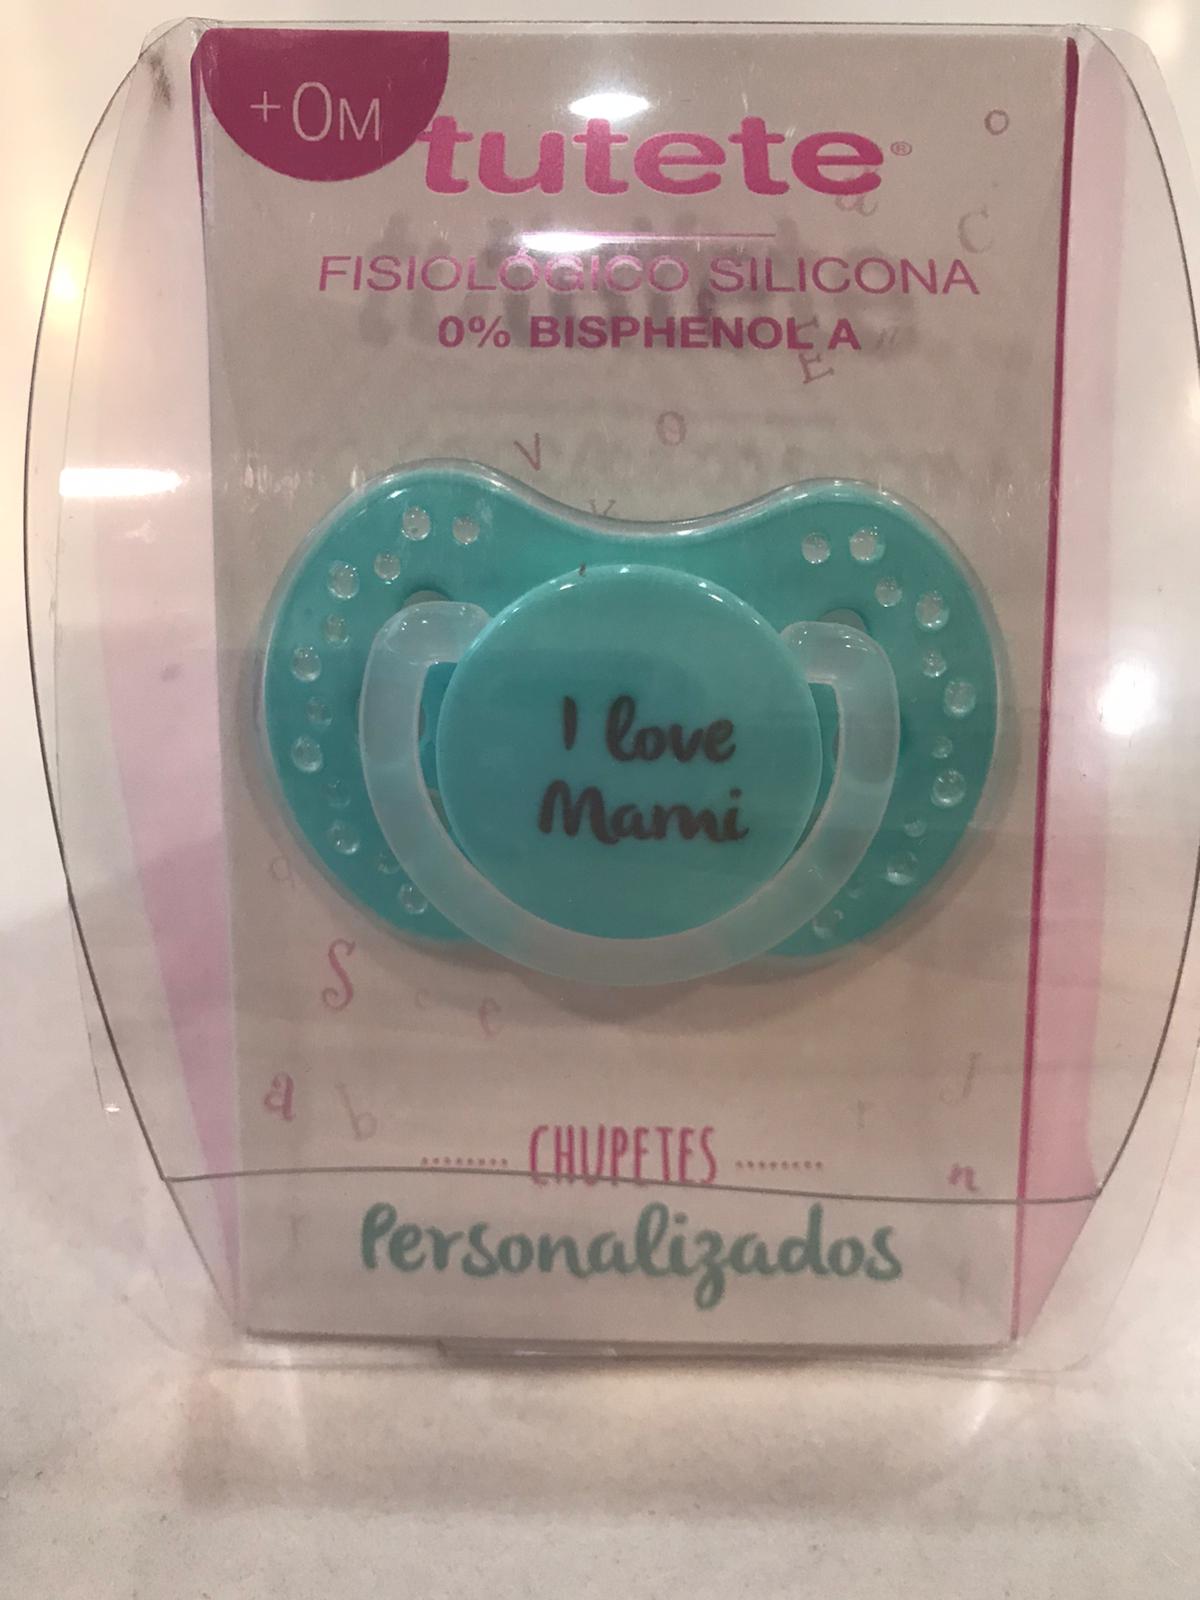 +0M
tutete®
FISIOLÓGICO SILICONA
0% BISPHENOL A
I love
Mami
CHUPETES
Personalizados